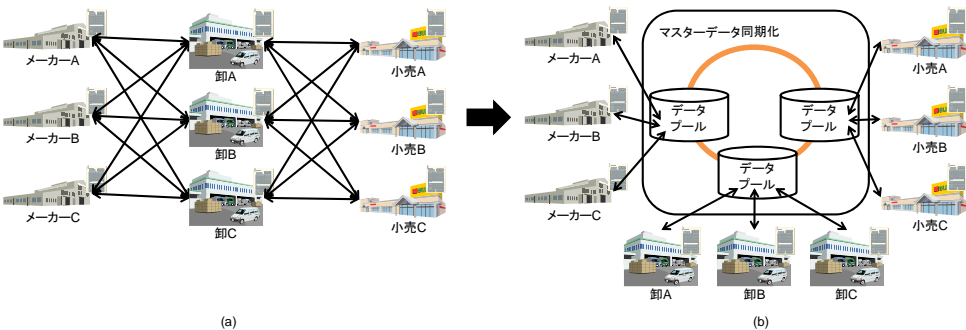 メーカーA
メーカーB
メーカーC
卸A
卸B
卸C
小売A
小売B
小売C
(a)
マスターデータ同期化
メーカーA
メーカーB
メーカーC
データ
プール
データ
プール
データ
プール
小売A
小売B
小売C
卸A
卸B
卸C
(b)